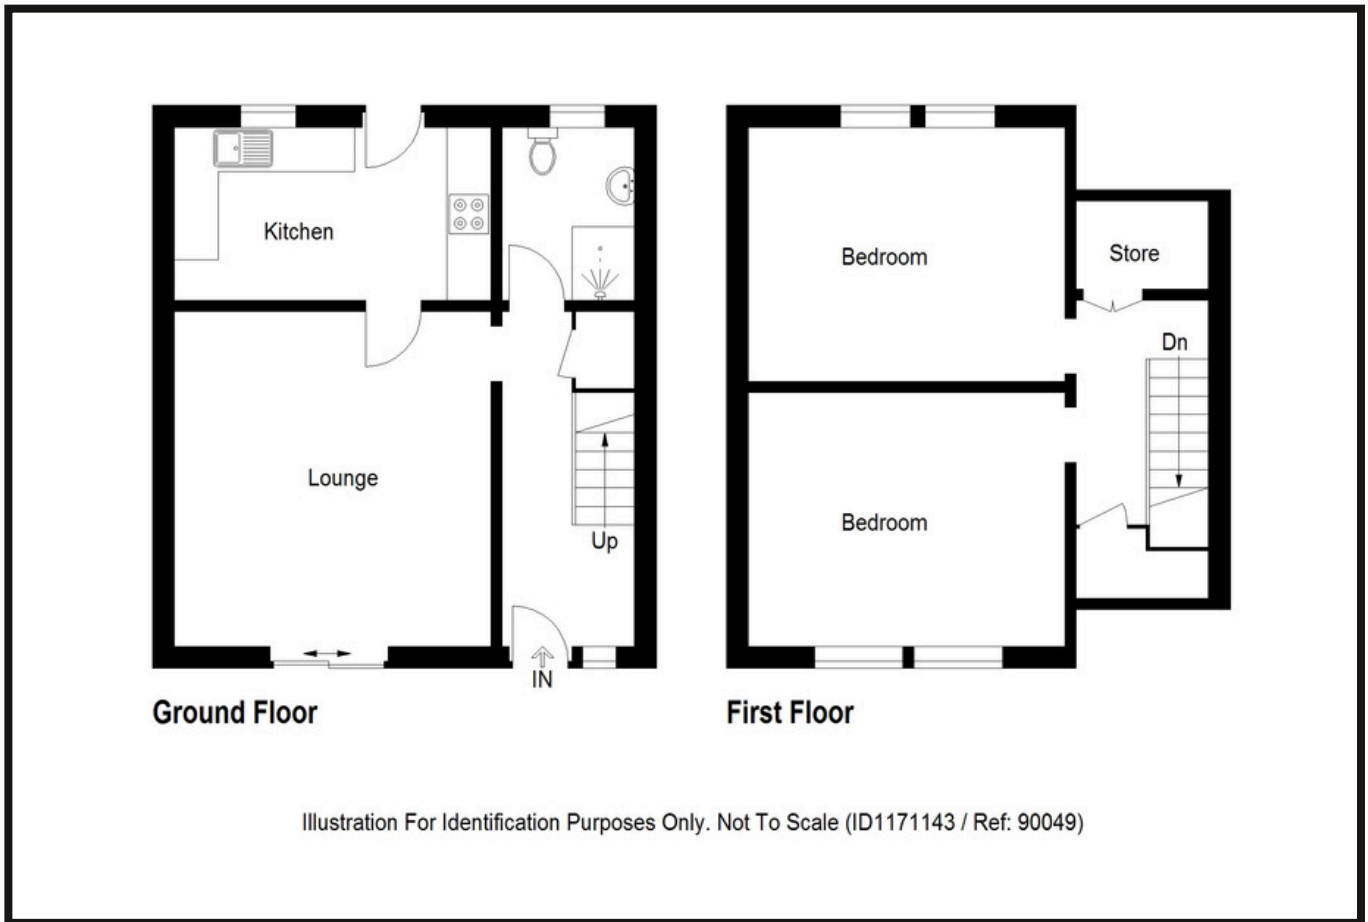 Kitchen
Lounge
Up
IN
Ground Floor
Bedroom
Store
Dn
Bedroom
First Floor
Illustration For Identification Purposes Only. Not To Scale (ID1171143 / Ref: 90049)